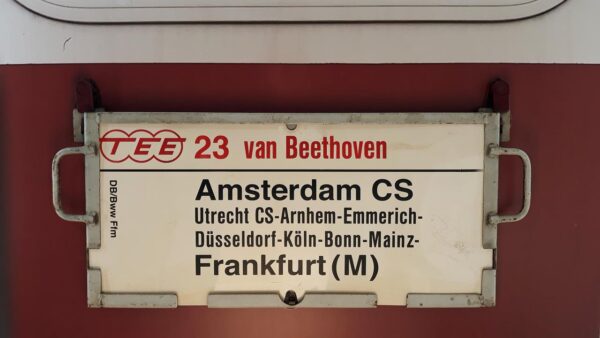 TEE 23 van Beethoven
DB/Bww Ffm
Amsterdam CS
Utrecht CS-Arnhem-Emmerich-
Düsseldorf-Köln-Bonn-Mainz-
Frankfurt (M)